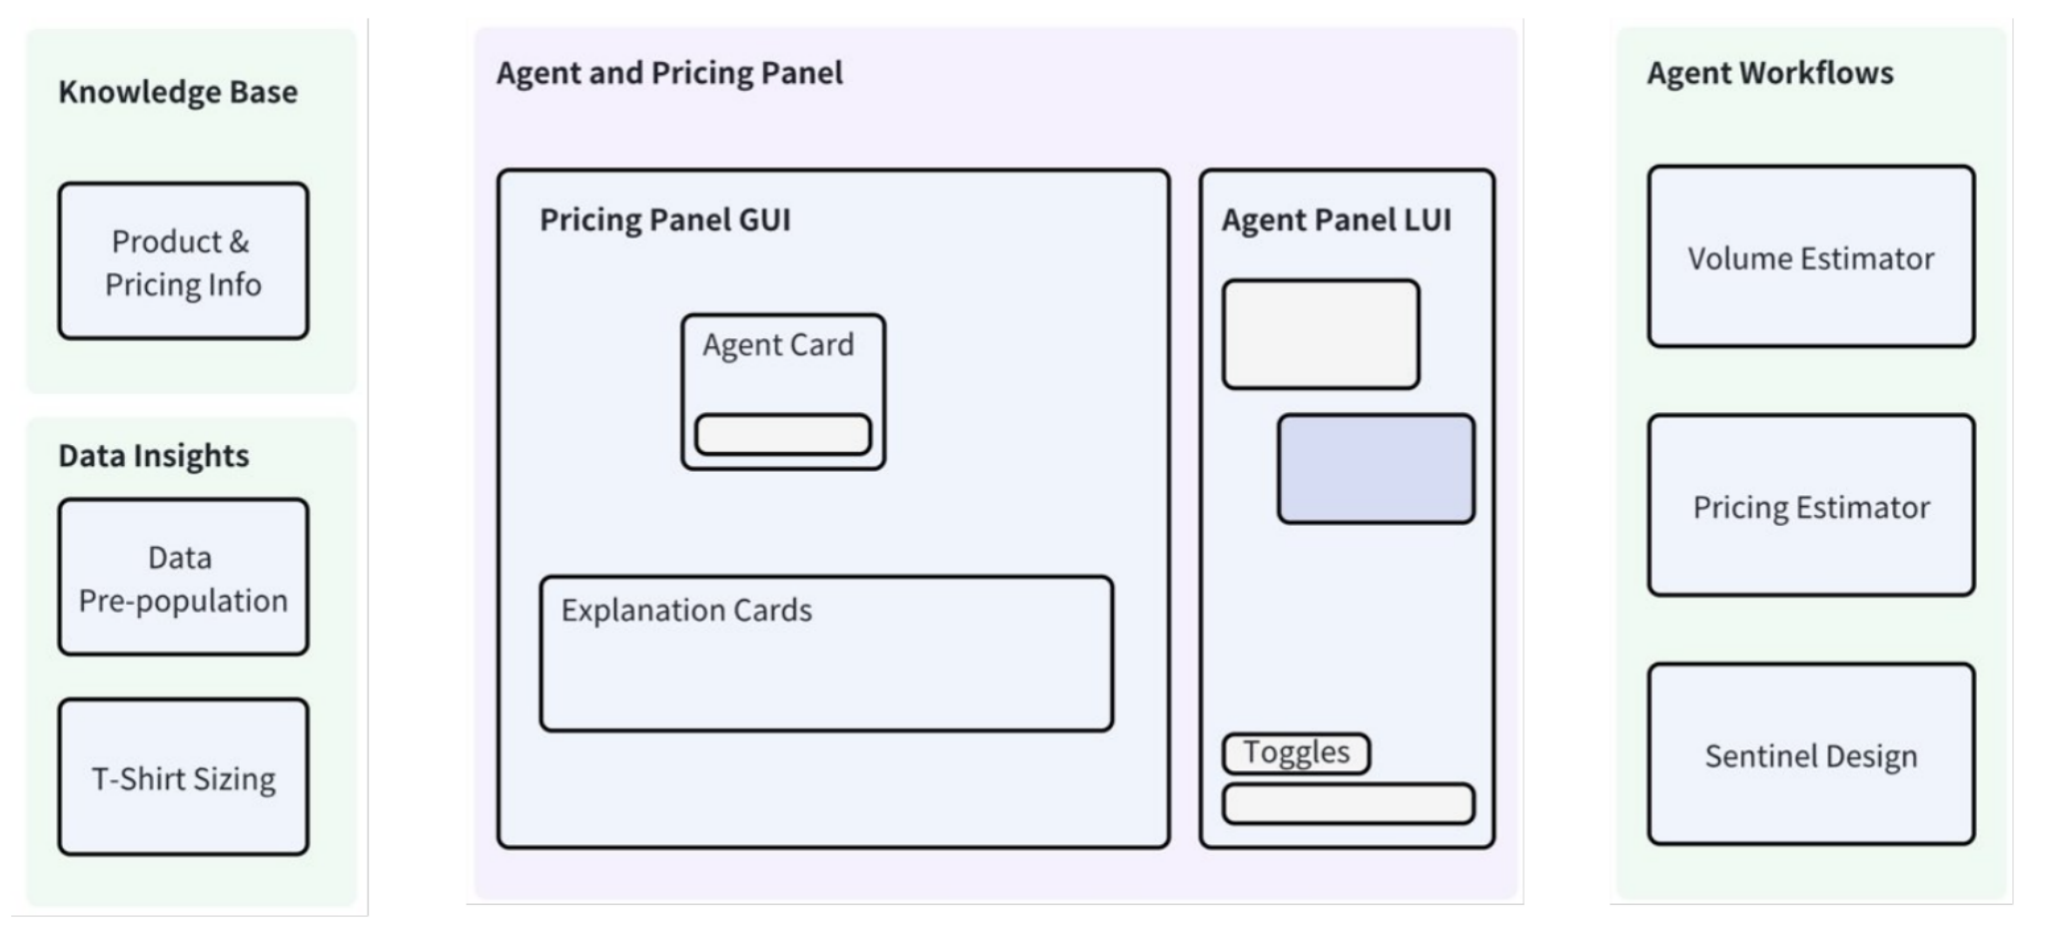 Knowledge Base
Product &
Pricing Info
Data Insights
Data
Pre-population
T-Shirt Sizing
Agent and Pricing Panel
Pricing Panel GUI
Agent Card
Explanation Cards
Agent Panel LUI
Toggles
Agent Workflows
Volume Estimator
Pricing Estimator
Sentinel Design